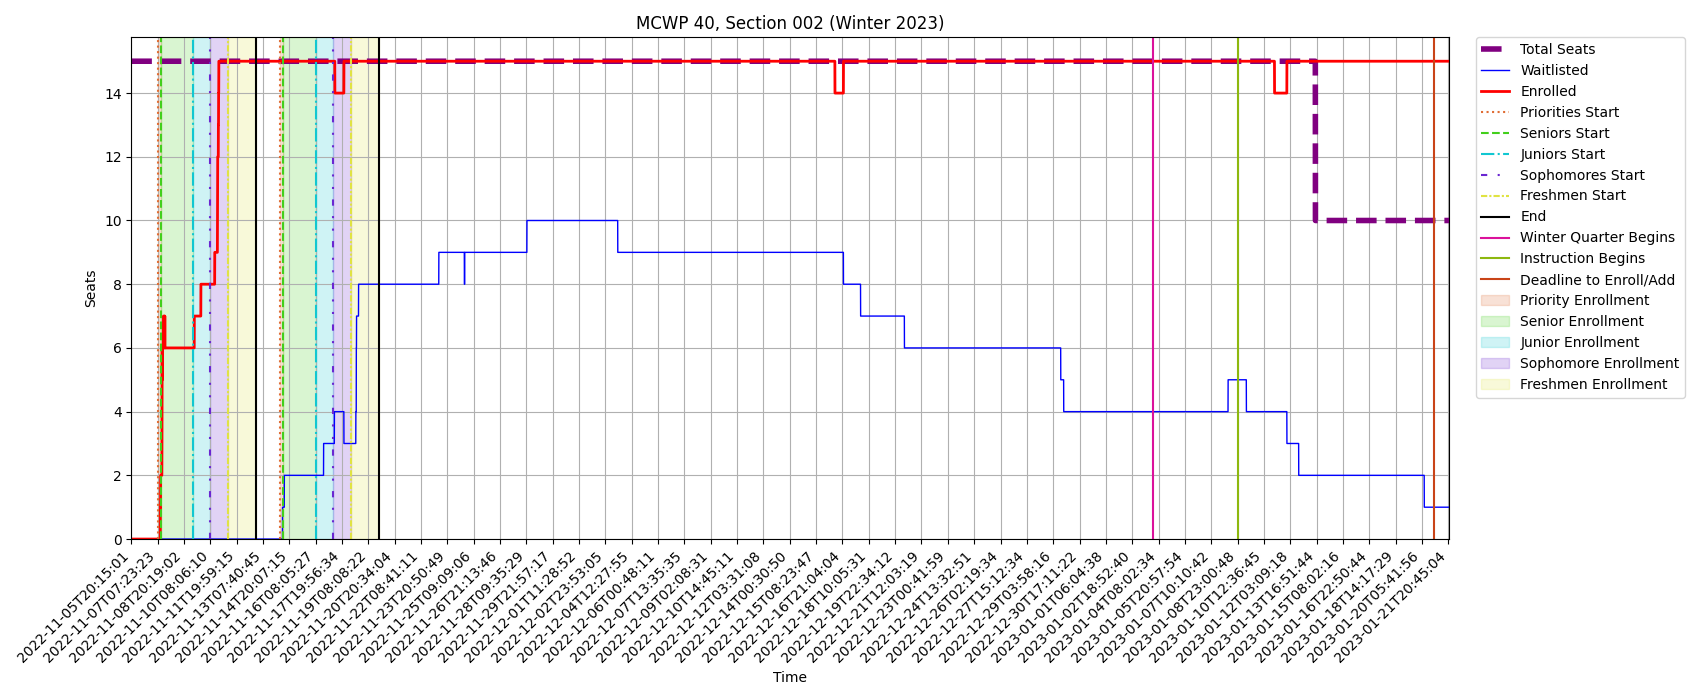 MCWP 40, Section 002 (Winter 2023)
Seats
14
12
10
8
6
4
2
0
2022-11-05T20:15:01
2022-11-07T07:23:23
2022-11-08T20:19:02
2022-11-10T08:06:10
2022-11-11T19:59:15
2022-11-13T07:40:45
2022-11-14T20:07:15
2022-11-16T08:05:27
2022-11-17T19:56:34
2022-11-19T08:08:22
2022-11-20T20:34:04
2022-11-22T08:41:11
2022-11-23T20:50:49
2022-11-25T09:09:06
2022-11-26T21:13:46
2022-11-28T09:35:29
2022-11-29T21:57:17
2022-12-01T11:28:52
2022-12-02T23:53:05
2022-12-04T12:27:55
2022-12-06T00:48:11
2022-12-07T13:35:35
2022-12-09T02:08:31
2022-12-10T14:45:11
2022-12-12T03:31:08
2022-12-14T00:30:50
2022-12-15T08:23:47
2022-12-16T21:04:04
2022-12-18T10:05:31
2022-12-19T22:34:12
2022-12-21T12:03:19
2022-12-23T00:41:59
2022-12-24T13:32:51
2022-12-26T02:19:34
2022-12-27T15:12:34
2022-12-29T03:58:16
2022-12-30T17:11:22
2023-01-01T06:04:38
2023-01-02T18:52:40
2023-01-04T08:02:34
2023-01-05T20:57:54
2023-01-07T10:10:42
2023-01-08T23:00:48
2023-01-10T12:36:45
2023-01-12T03:09:18
2023-01-13T16:51:44
2023-01-15T08:02:16
2023-01-16T22:50:44
2023-01-18T14:17:29
2023-01-20T05:41:56
2023-01-21T20:45:04
Time
Total Seats
Waitlisted
Enrolled
Priorities Start
Seniors Start
Juniors Start
Sophomores Start
Freshmen Start
End
Winter Quarter Begins
Instruction Begins
Deadline to Enroll/Add
Priority Enrollment
Senior Enrollment
Junior Enrollment
Sophomore Enrollment
Freshmen Enrollment